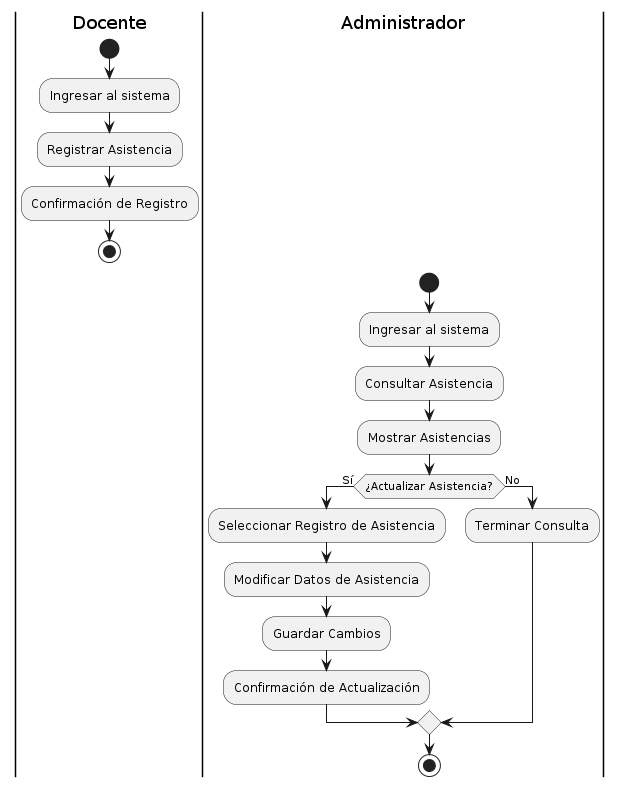 Docente
Administrador
Ingresar al sistema
Registrar Asistencia
Confirmación de Registro
Ingresar al sistema
Consultar Asistencia
Mostrar Asistencias
¿Actualizar Asistencia?
Sí
No
Seleccionar Registro de Asistencia
Terminar Consulta
Modificar Datos de Asistencia
Guardar Cambios
Confirmación de Actualización